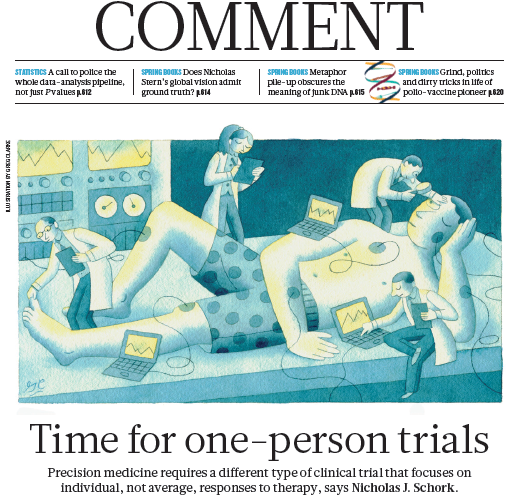 COMMENT
STATISTICS A call to police the
whole data-analysis pipeline,
not just P values p.612
SPRING BOOKS Does Nicholas
Stern's global vision admit
ground truth? p.614
SPRING BOOKS Metaphor
pile-up obscures the
meaning of junk DNA p.615
SPRING BOOKS Grind, politics
and dirty tricks in life of
polio-vaccine pioneer p.620
ILLUSTRATION BY GREG CLARKE
Time for one-person trials
Precision medicine requires a different type of clinical trial that focuses on
individual, not average, responses to therapy, says Nicholas J. Schork.